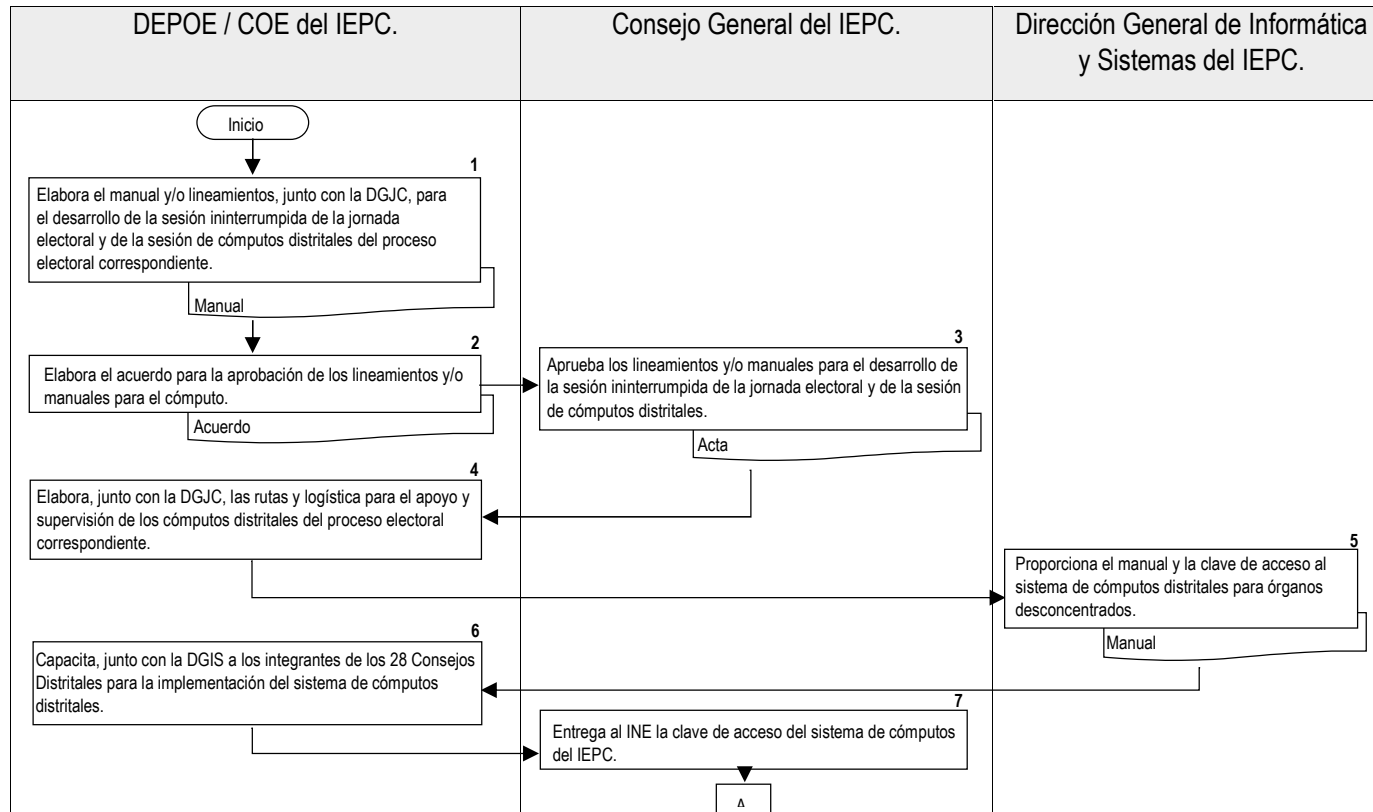 DEPOE / COE del IEPC.
Consejo General del IEPC.
Dirección General de Informática
y Sistemas del IEPC.
Inicio
1
Elabora el manual y/o lineamientos, junto con la DGJC, para
el desarrollo de la sesión ininterrumpida de la jornada
electoral y de la sesión de cómputos distritales del proceso
electoral correspondiente.
Manual
2
Elabora el acuerdo para la aprobación de los lineamientos y/o
manuales para el cómputo.
Acuerdo
3
Aprueba los lineamientos y/o manuales para el desarrollo de
la sesión ininterrumpida de la jornada electoral y de la sesión
de cómputos distritales.
Acta
4
Elabora, junto con la DGJC, las rutas y logística para el apoyo y
supervisión de los cómputos distritales del proceso electoral
correspondiente.
5
Proporciona el manual y la clave de acceso al
sistema de cómputos distritales para órganos
desconcentrados.
Manual
6
Capacita, junto con la DGIS a los integrantes de los 28 Consejos
Distritales para la implementación del sistema de cómputos
distritales.
7
Entrega al INE la clave de acceso del sistema de cómputos
del IEPC.
A